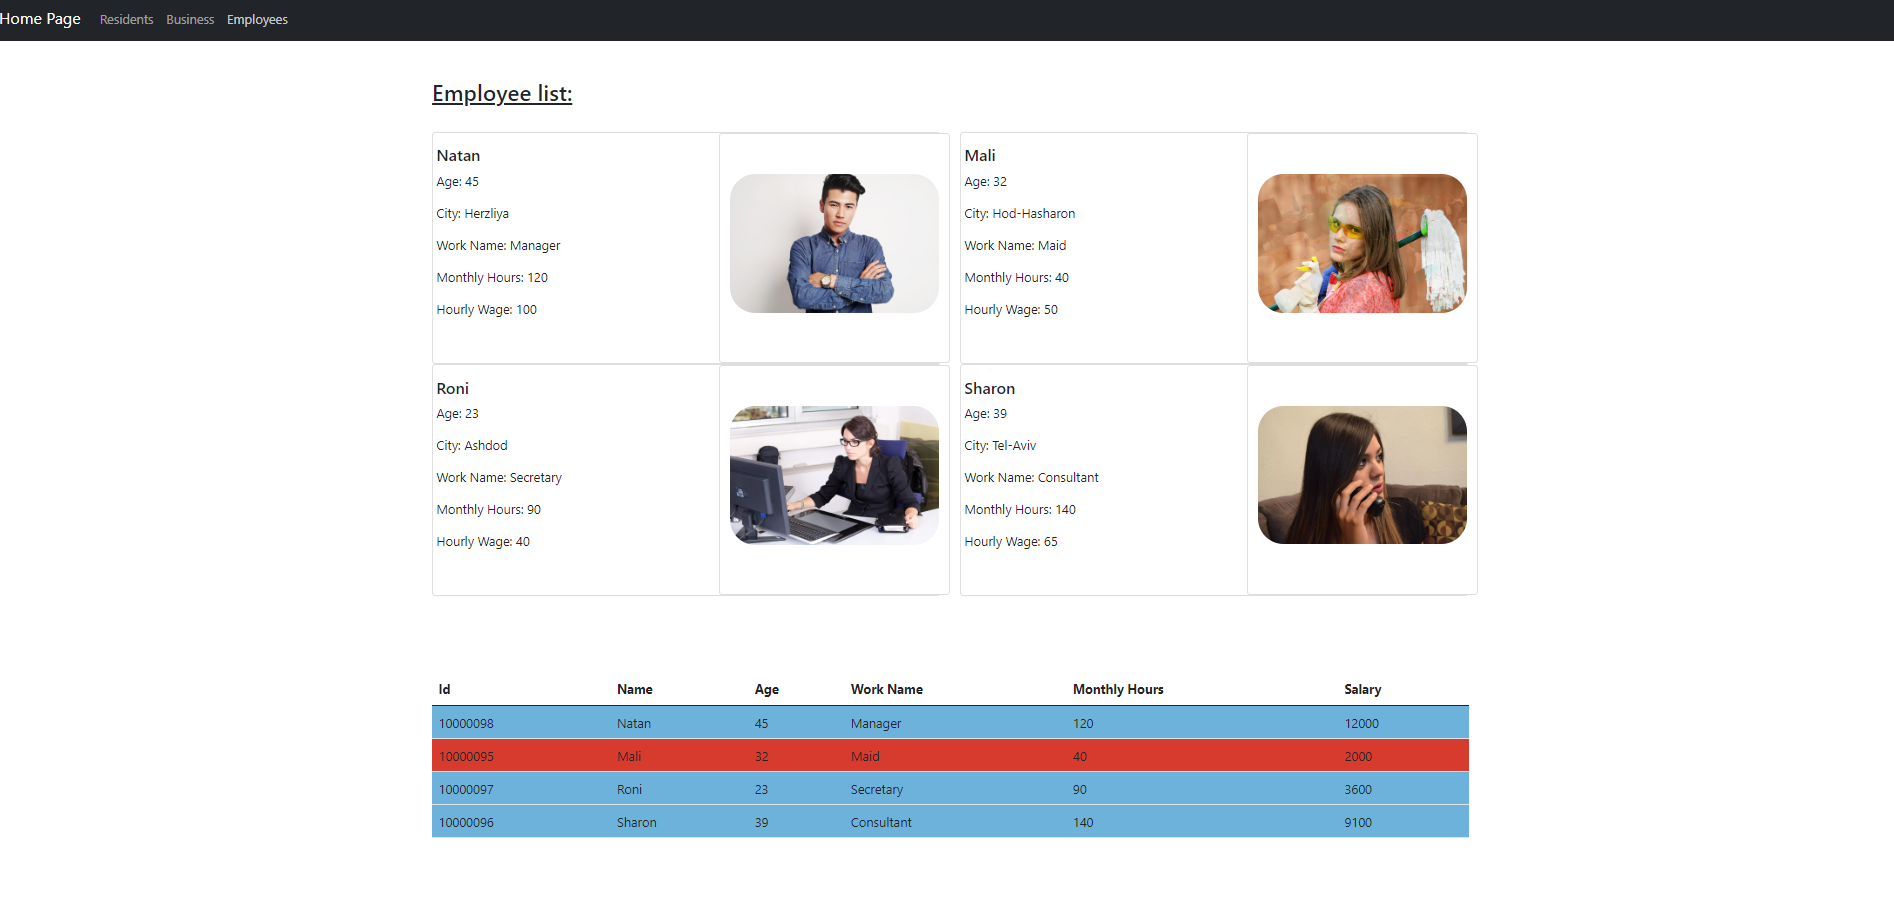 Home Page Residents Business Employees
Employee list:
Natan
Age: 45
City: Herzliya
Work Name: Manager
Monthly Hours: 120
Hourly Wage: 100
Mali
Age: 32
City: Hod-Hasharon
Work Name: Maid
Monthly Hours: 40
Hourly Wage: 50
Roni
Age: 23
City: Ashdod
Work Name: Secretary
Monthly Hours: 90
Hourly Wage: 40
Sharon
Age: 39
City: Tel-Aviv
Work Name: Consultant
Monthly Hours: 140
Hourly Wage: 65
Id Name Age Work Name Monthly Hours Salary
10000098 Natan 45 Manager 120 12000
10000095 Mali 32 Maid 40 2000
10000097 Roni 23 Secretary 90 3600
10000096 Sharon 39 Consultant 140 9100